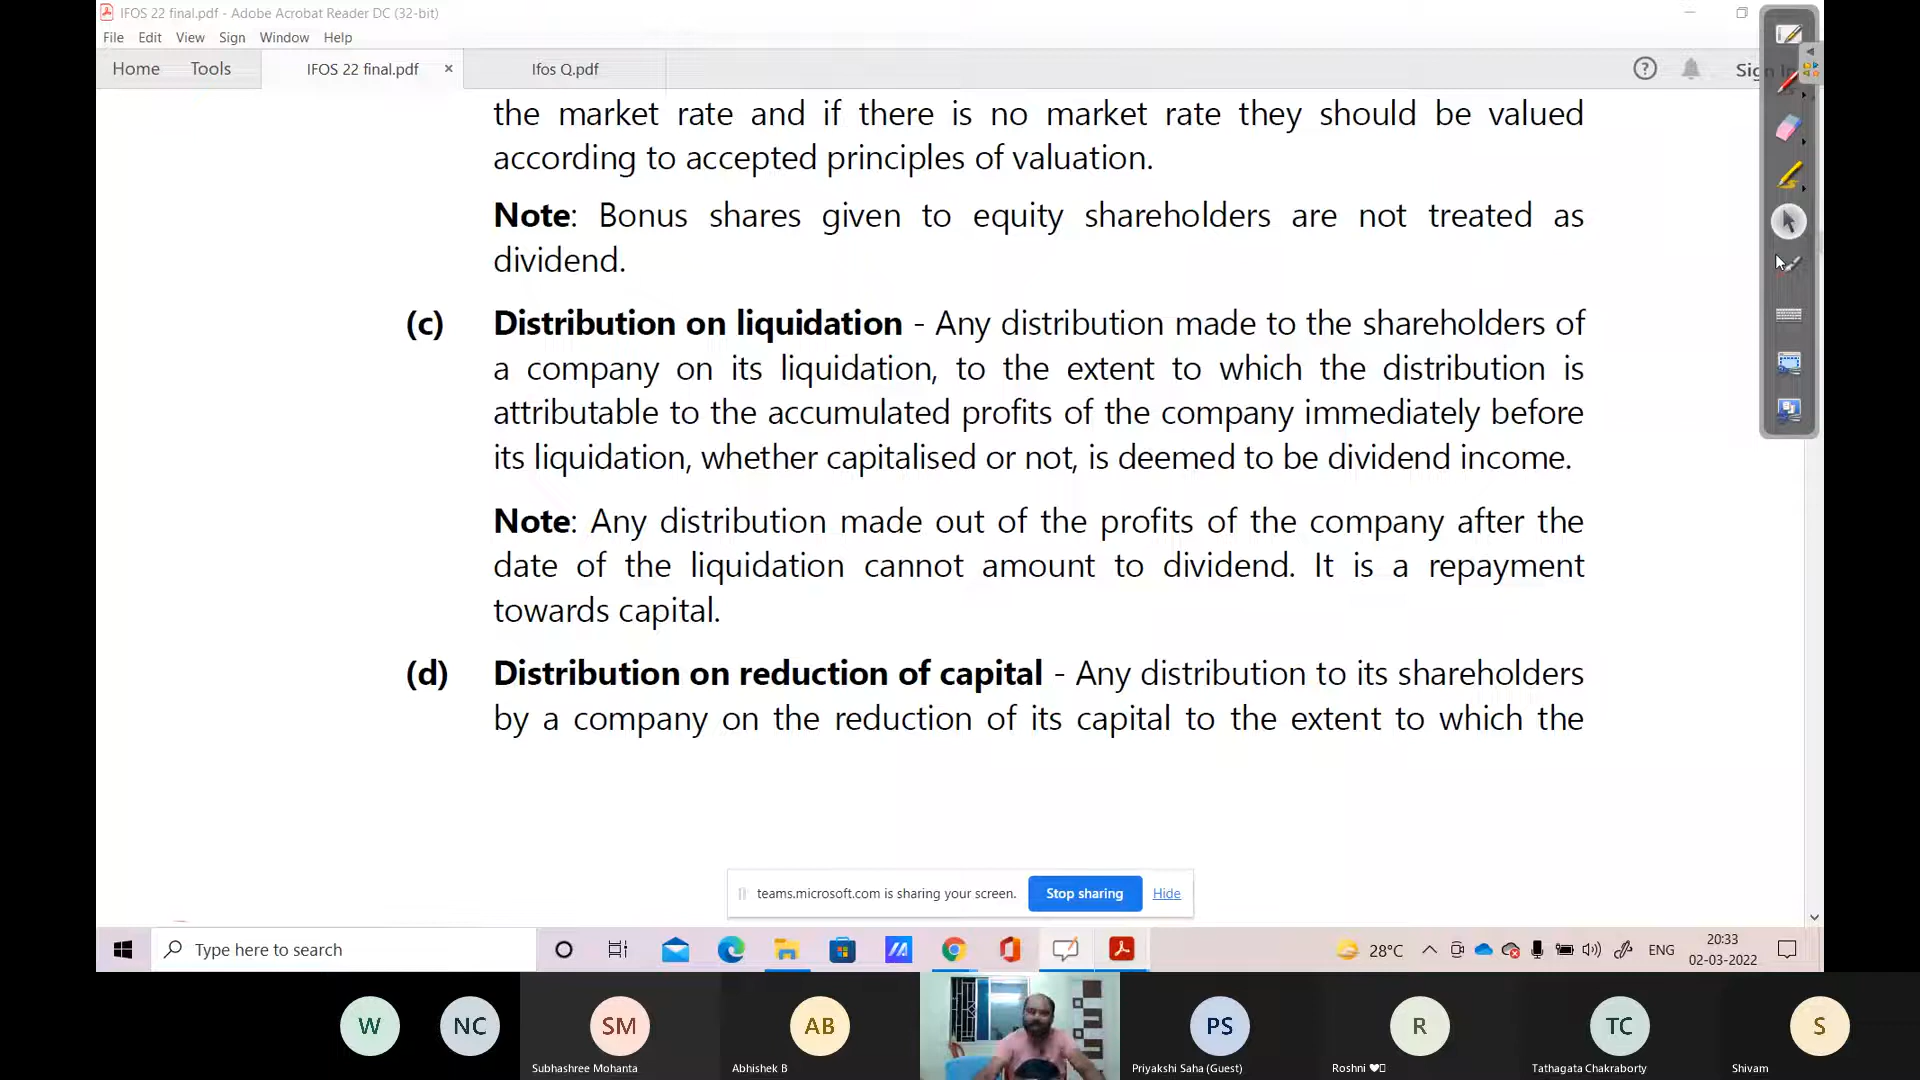 IFOS 22 final.pdf - Adobe Acrobat Reader DC (32-bit)
File Edit View Sign Window Help
Home Tools IFOS 22 final.pdf × Ifos Q.pdf Sign In
the market rate and if there is no market rate they should be valued
according to accepted principles of valuation.
Note: Bonus shares given to equity shareholders are not treated as
dividend.
(c) Distribution on liquidation - Any distribution made to the shareholders of
a company on its liquidation, to the extent to which the distribution is
attributable to the accumulated profits of the company immediately before
its liquidation, whether capitalised or not, is deemed to be dividend income.
Note: Any distribution made out of the profits of the company after the
date of the liquidation cannot amount to dividend. It is a repayment
towards capital.
(d) Distribution on reduction of capital - Any distribution to its shareholders
by a company on the reduction of its capital to the extent to which the
teams.microsoft.com is sharing your screen. Stop sharing Hide
Type here to search 28°C ENG 20:33
02-03-2022
W NC SM AB PS R TC S
Subhashree Mohanta Abhishek B Priyakshi Saha (Guest) Roshni ❤ Tathagata Chakraborty Shivam